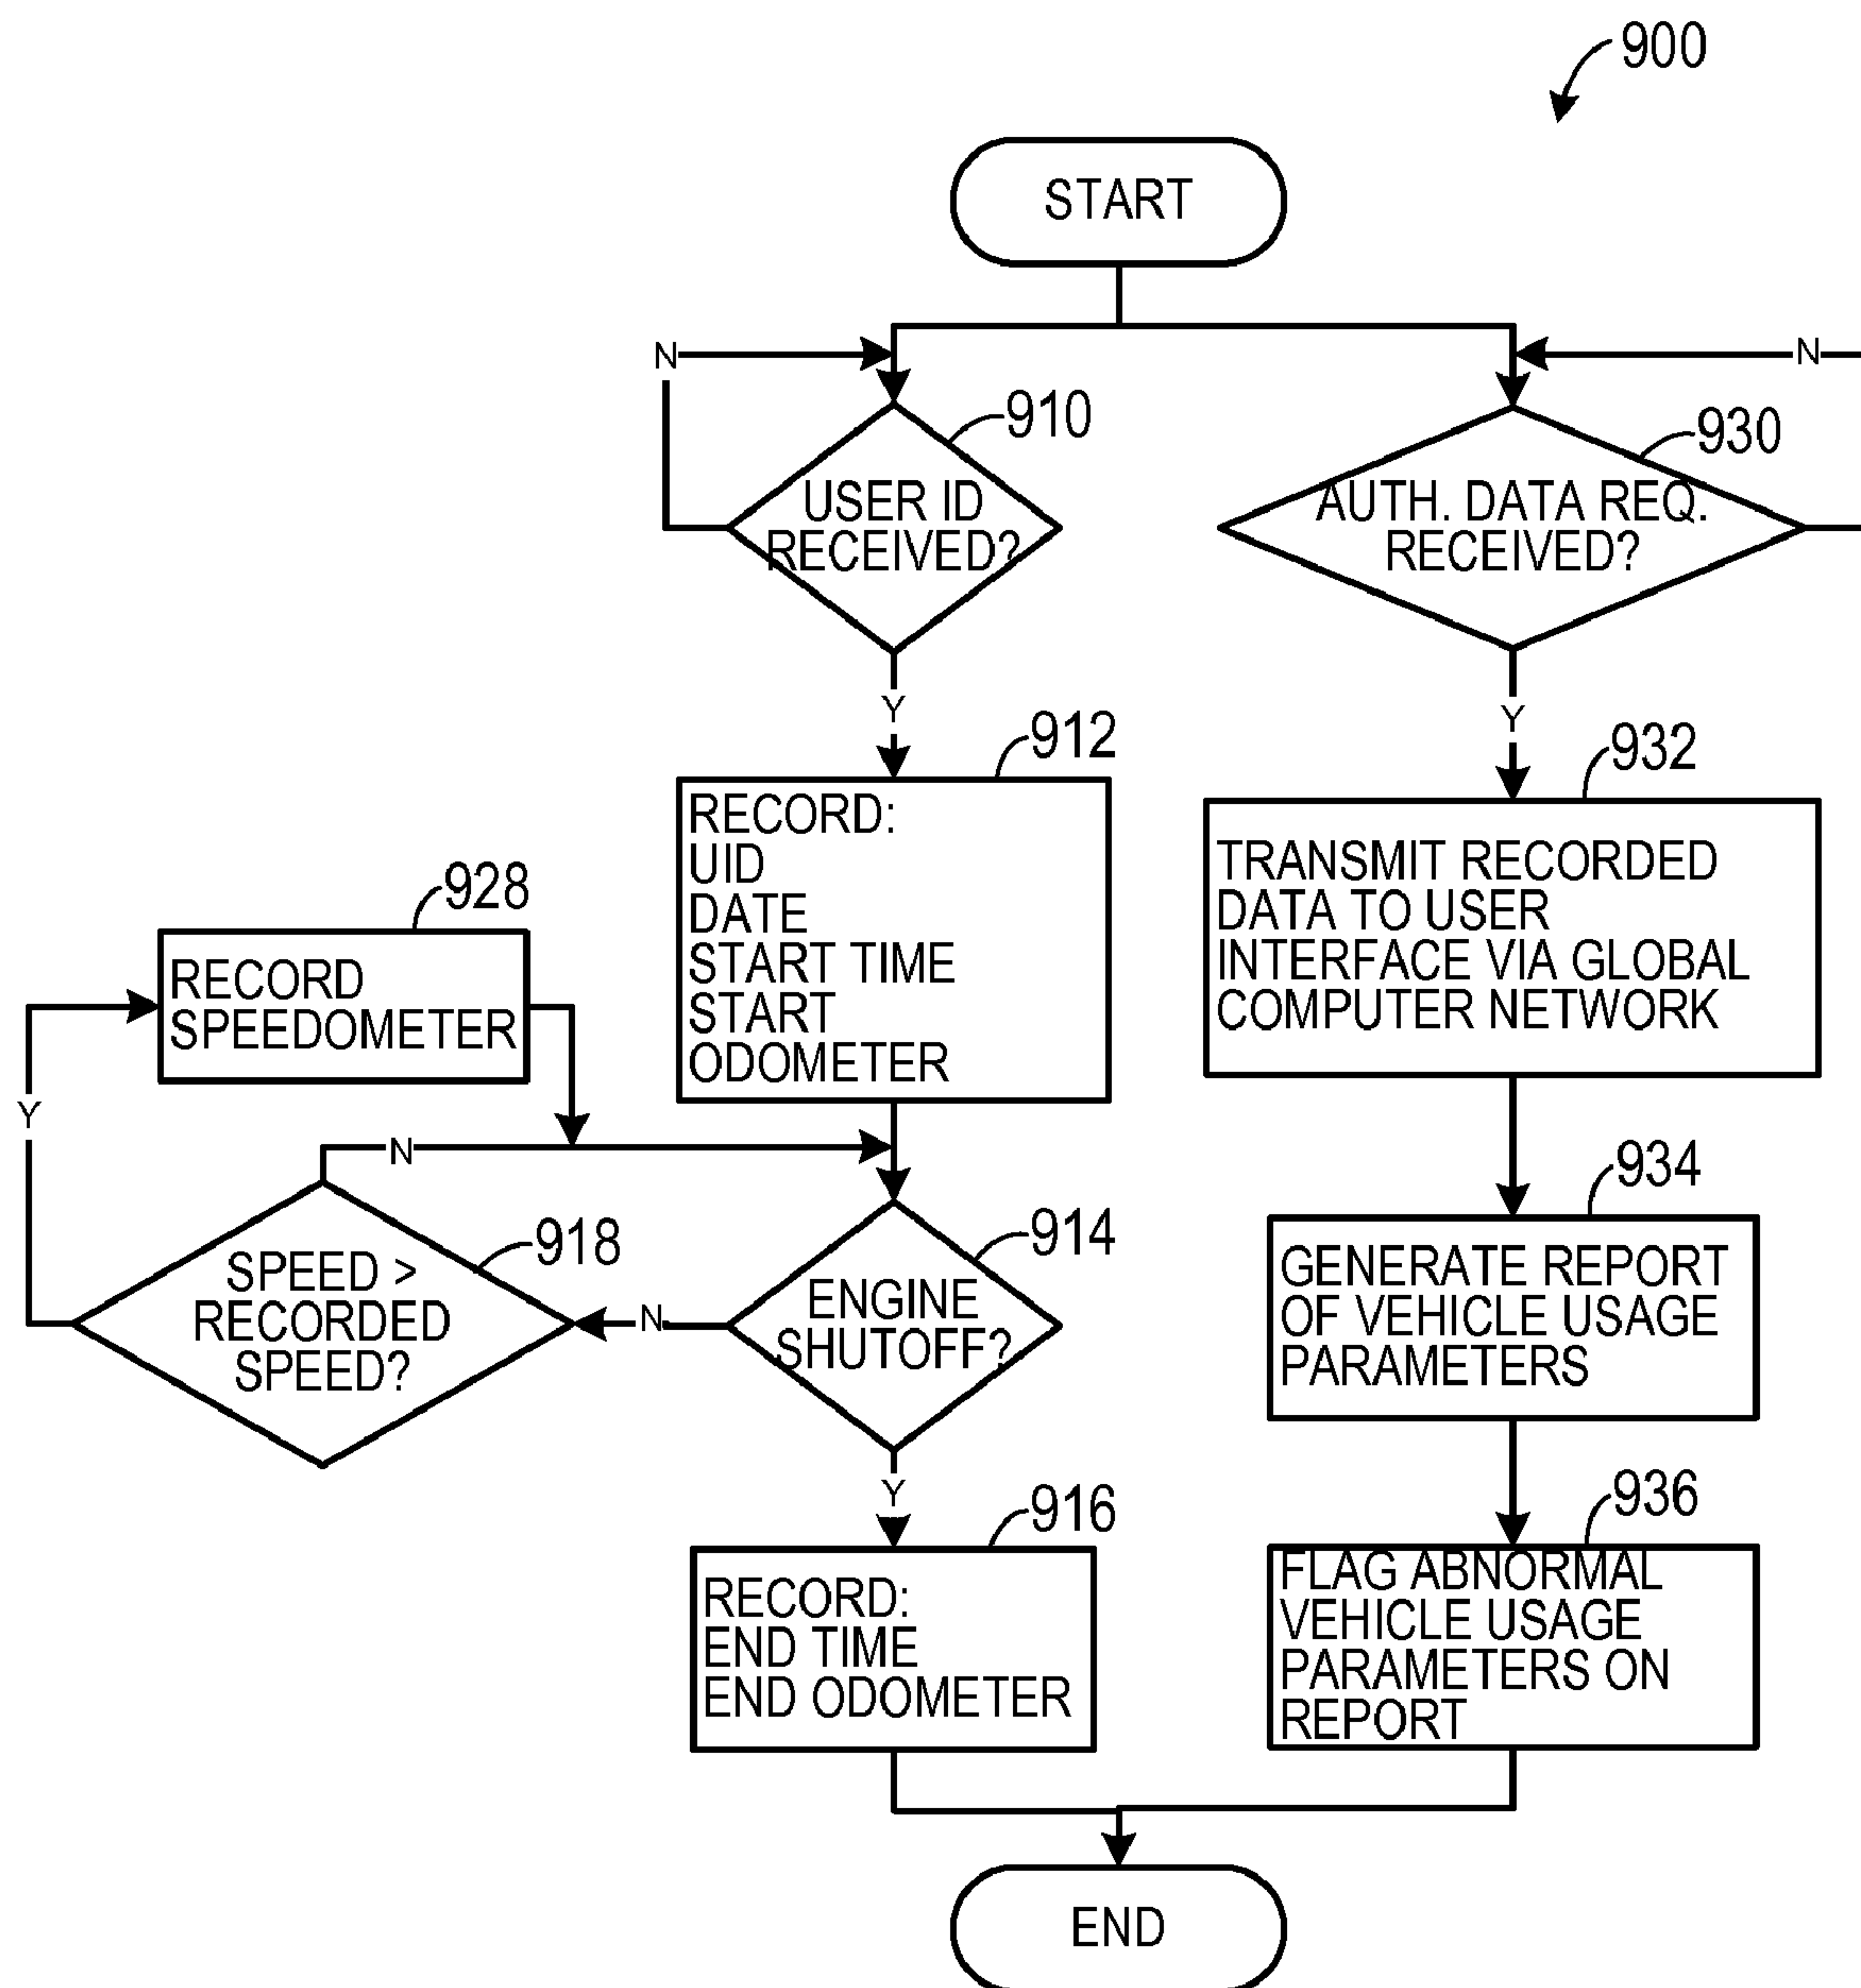 900
START
N
N
910
USER ID
RECEIVED?
930
AUTH. DATA REQ.
RECEIVED?
Y
Y
912
RECORD:
UID
DATE
START TIME
START
ODOMETER
932
TRANSMIT RECORDED
DATA TO USER
INTERFACE VIA GLOBAL
COMPUTER NETWORK
928
RECORD
SPEEDOMETER
Y
N
918
SPEED >
RECORDED
SPEED?
N
914
ENGINE
SHUTOFF?
934
GENERATE REPORT
OF VEHICLE USAGE
PARAMETERS
Y
916
RECORD:
END TIME
END ODOMETER
936
FLAG ABNORMAL
VEHICLE USAGE
PARAMETERS ON
REPORT
END